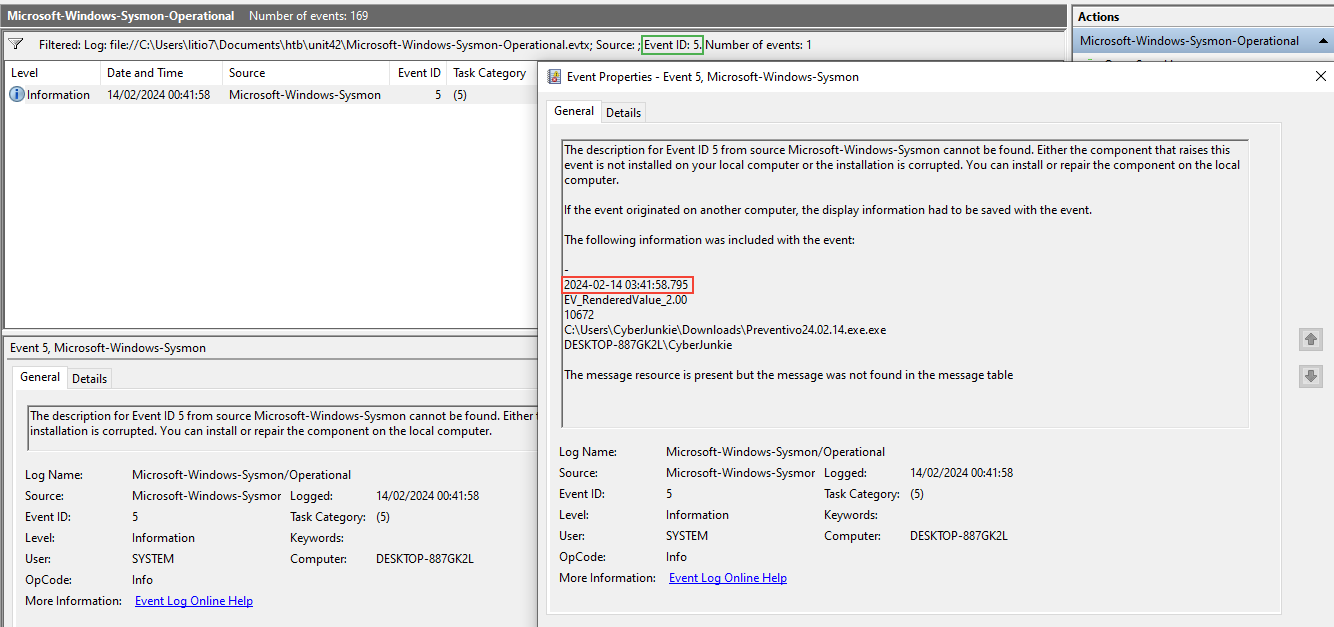 Microsoft-Windows-Sysmon-Operational Number of events: 169
Filtered: Log: file://C:\Users\litio7\Documents\htb\unit42\Microsoft-Windows-Sysmon-Operational.evtx; Source: ; Event ID: 5. Number of events: 1
Level Date and Time Source Event ID Task Category
Information 14/02/2024 00:41:58 Microsoft-Windows-Sysmon 5 (5)
Event 5, Microsoft-Windows-Sysmon
General Details
The description for Event ID 5 from source Microsoft-Windows-Sysmon cannot be found. Either t
installation is corrupted. You can install or repair the component on the local computer.
Log Name: Microsoft-Windows-Sysmon/Operational
Source: Microsoft-Windows-Sysmor Logged: 14/02/2024 00:41:58
Event ID: 5 Task Category: (5)
Level: Information Keywords:
User: SYSTEM Computer: DESKTOP-887GK2L
OpCode: Info
More Information: Event Log Online Help
Actions
Microsoft-Windows-Sysmon-Operational
Event Properties - Event 5, Microsoft-Windows-Sysmon
General Details
The description for Event ID 5 from source Microsoft-Windows-Sysmon cannot be found. Either the component that raises this
event is not installed on your local computer or the installation is corrupted. You can install or repair the component on the local
computer.
If the event originated on another computer, the display information had to be saved with the event.
The following information was included with the event:
-
2024-02-14 03:41:58.795
EV_RenderedValue_2.00
10672
C:\Users\CyberJunkie\Downloads\Preventivo24.02.14.exe.exe
DESKTOP-887GK2L\CyberJunkie
The message resource is present but the message was not found in the message table
Log Name: Microsoft-Windows-Sysmon/Operational
Source: Microsoft-Windows-Sysmor Logged: 14/02/2024 00:41:58
Event ID: 5 Task Category: (5)
Level: Information Keywords:
User: SYSTEM Computer: DESKTOP-887GK2L
OpCode: Info
More Information: Event Log Online Help